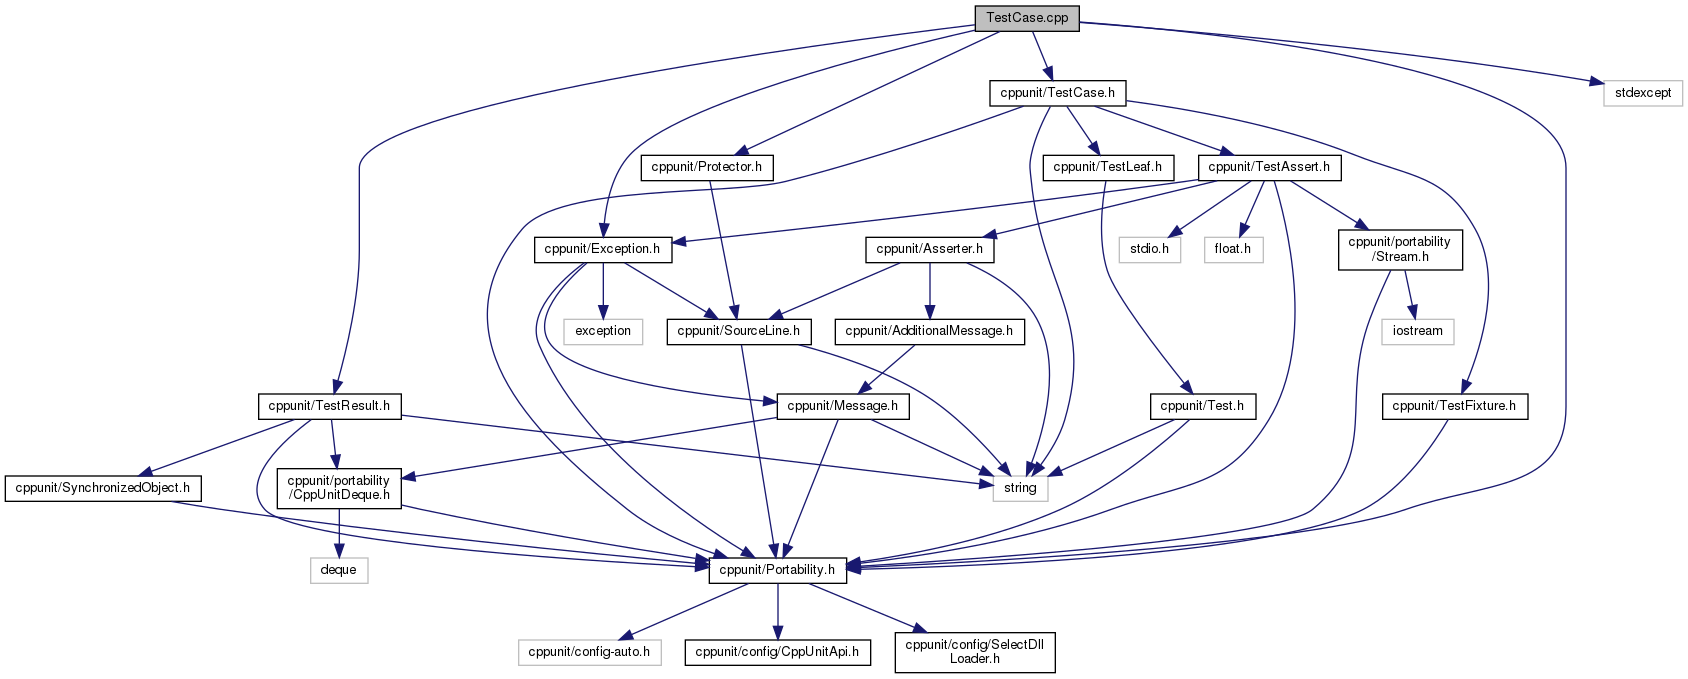 TestCase.cpp
cppunit/TestCase.h
stdexcept
cppunit/Protector.h
cppunit/TestLeaf.h
cppunit/TestAssert.h
cppunit/Exception.h
cppunit/Asserter.h
stdio.h
float.h
cppunit/portability
/Stream.h
exception
cppunit/SourceLine.h
cppunit/AdditionalMessage.h
iostream
cppunit/TestResult.h
cppunit/Message.h
cppunit/Test.h
cppunit/TestFixture.h
cppunit/SynchronizedObject.h
cppunit/portability
/CppUnitDeque.h
string
deque
cppunit/Portability.h
cppunit/config-auto.h
cppunit/config/CppUnitApi.h
cppunit/config/SelectDll
Loader.h